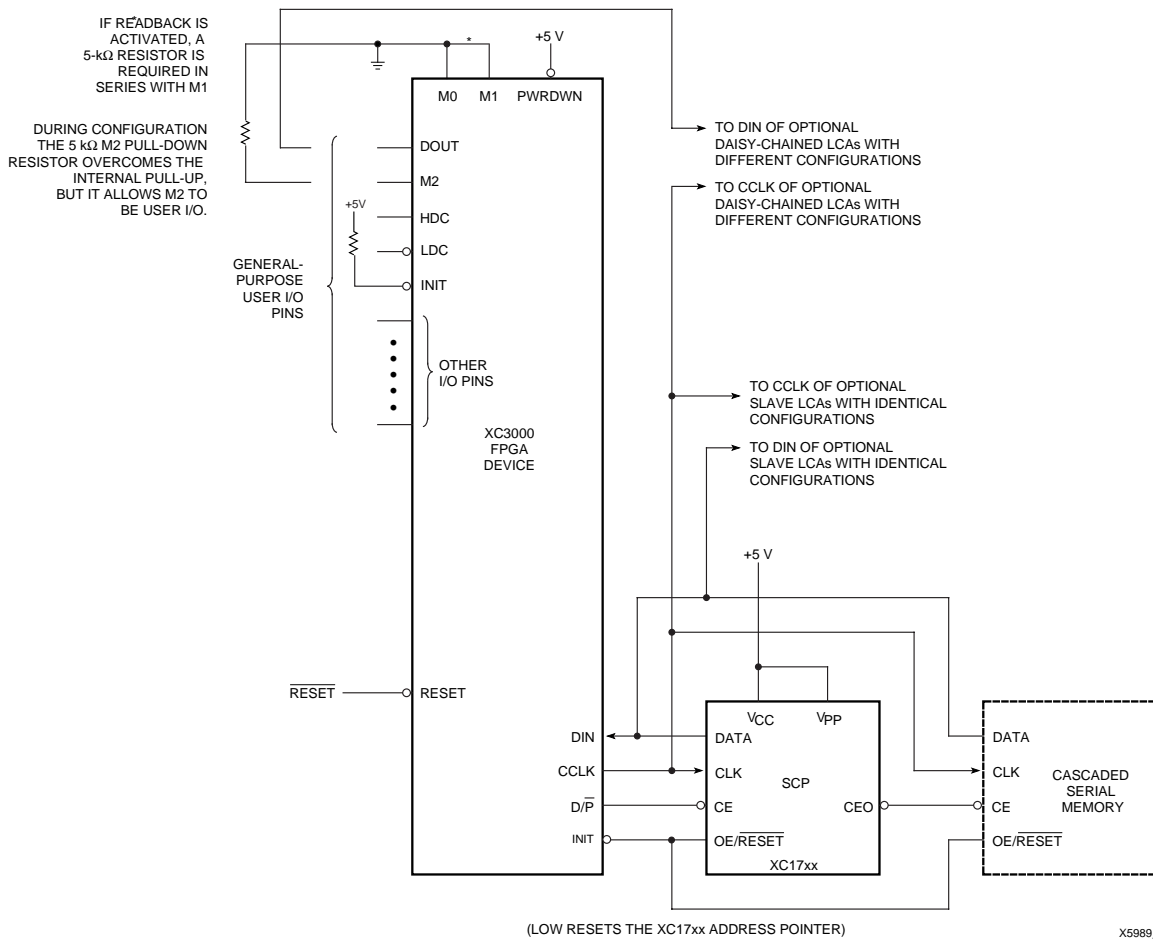 IF RE*ADBACK IS
ACTIVATED, A
5-kΩ RESISTOR IS
REQUIRED IN
SERIES WITH M1
DURING CONFIGURATION
THE 5 kΩ M2 PULL-DOWN
RESISTOR OVERCOMES THE
INTERNAL PULL-UP,
BUT IT ALLOWS M2 TO
BE USER I/O.
*
+5 V
M0 M1 PWRDWN
DOUT
M2
HDC
LDC
INIT
+5V
GENERAL-
PURPOSE
USER I/O
PINS
OTHER
I/O PINS
XC3000
FPGA
DEVICE
TO DIN OF OPTIONAL
DAISY-CHAINED LCAs WITH
DIFFERENT CONFIGURATIONS
TO CCLK OF OPTIONAL
DAISY-CHAINED LCAs WITH
DIFFERENT CONFIGURATIONS
TO CCLK OF OPTIONAL
SLAVE LCAs WITH IDENTICAL
CONFIGURATIONS
TO DIN OF OPTIONAL
SLAVE LCAs WITH IDENTICAL
CONFIGURATIONS
+5 V
RESET
RESET
DIN
CCLK
D/P
INIT
VCC VPP
DATA
CLK
SCP
CE
CEO
OE/RESET
XC17xx
DATA
CLK
CE
OE/RESET
CASCADED
SERIAL
MEMORY
(LOW RESETS THE XC17xx ADDRESS POINTER)
X5989